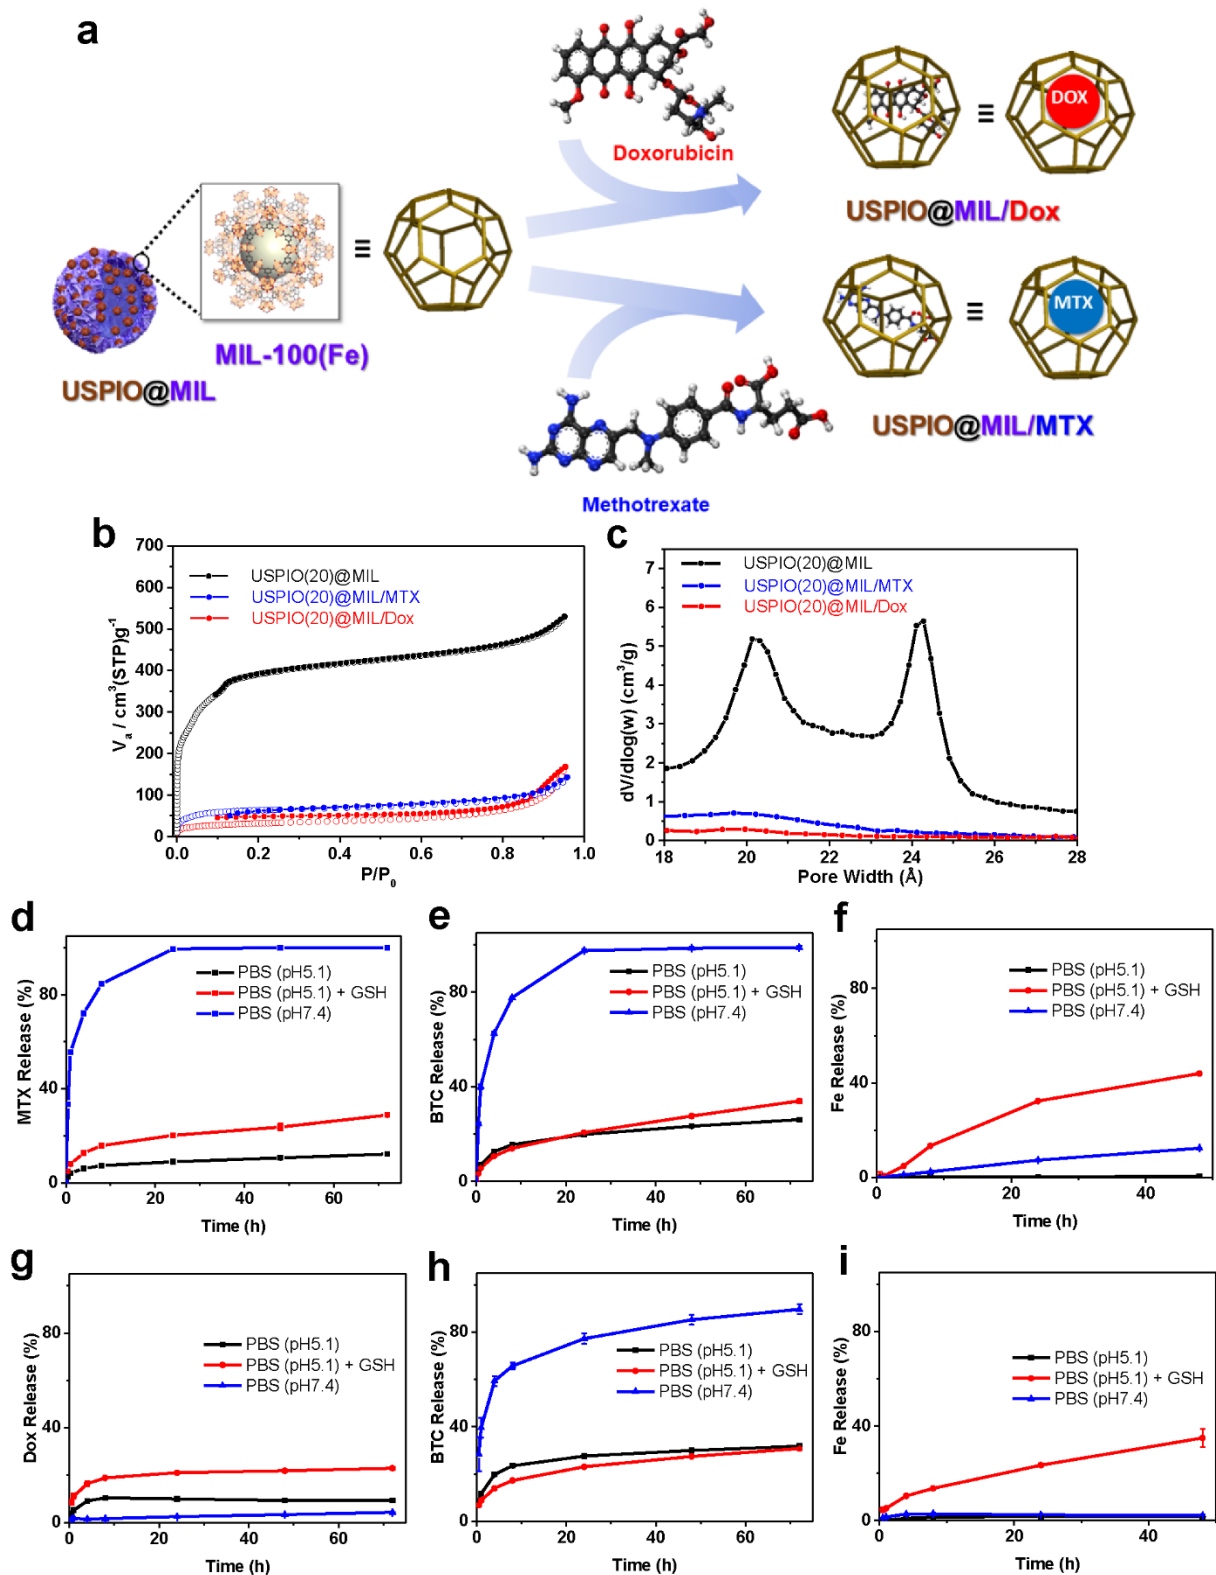 a
Doxorubicin
DOX
≡
≡
USPIO@MIL/Dox
MIL-100(Fe)
USPIO@MIL
MTX
≡
USPIO@MIL/MTX
Methotrexate
b
700
600
500
400
300
200
100
0
0.0 0.2 0.4 0.6 0.8 1.0
Va / cm³(STP)g⁻¹
P/P₀
USPIO(20)@MIL
USPIO(20)@MIL/MTX
USPIO(20)@MIL/Dox
c
7
6
5
4
3
2
1
0
18 20 22 24 26 28
dV/dlog(w) (cm³/g)
Pore Width (Å)
USPIO(20)@MIL
USPIO(20)@MIL/MTX
USPIO(20)@MIL/Dox
d
80
40
0
0 20 40 60
MTX Release (%)
Time (h)
PBS (pH5.1)
PBS (pH5.1) + GSH
PBS (pH7.4)
e
80
40
0
0 20 40 60
BTC Release (%)
Time (h)
PBS (pH5.1)
PBS (pH5.1) + GSH
PBS (pH7.4)
f
80
40
0
0 20 40
Fe Release (%)
Time (h)
PBS (pH5.1)
PBS (pH5.1) + GSH
PBS (pH7.4)
g
80
40
0
0 20 40 60
Dox Release (%)
Time (h)
PBS (pH5.1)
PBS (pH5.1) + GSH
PBS (pH7.4)
h
80
40
0
0 20 40 60
BTC Release (%)
Time (h)
PBS (pH5.1)
PBS (pH5.1) + GSH
PBS (pH7.4)
i
80
40
0
0 20 40
Fe Release (%)
Time (h)
PBS (pH5.1)
PBS (pH5.1) + GSH
PBS (pH7.4)